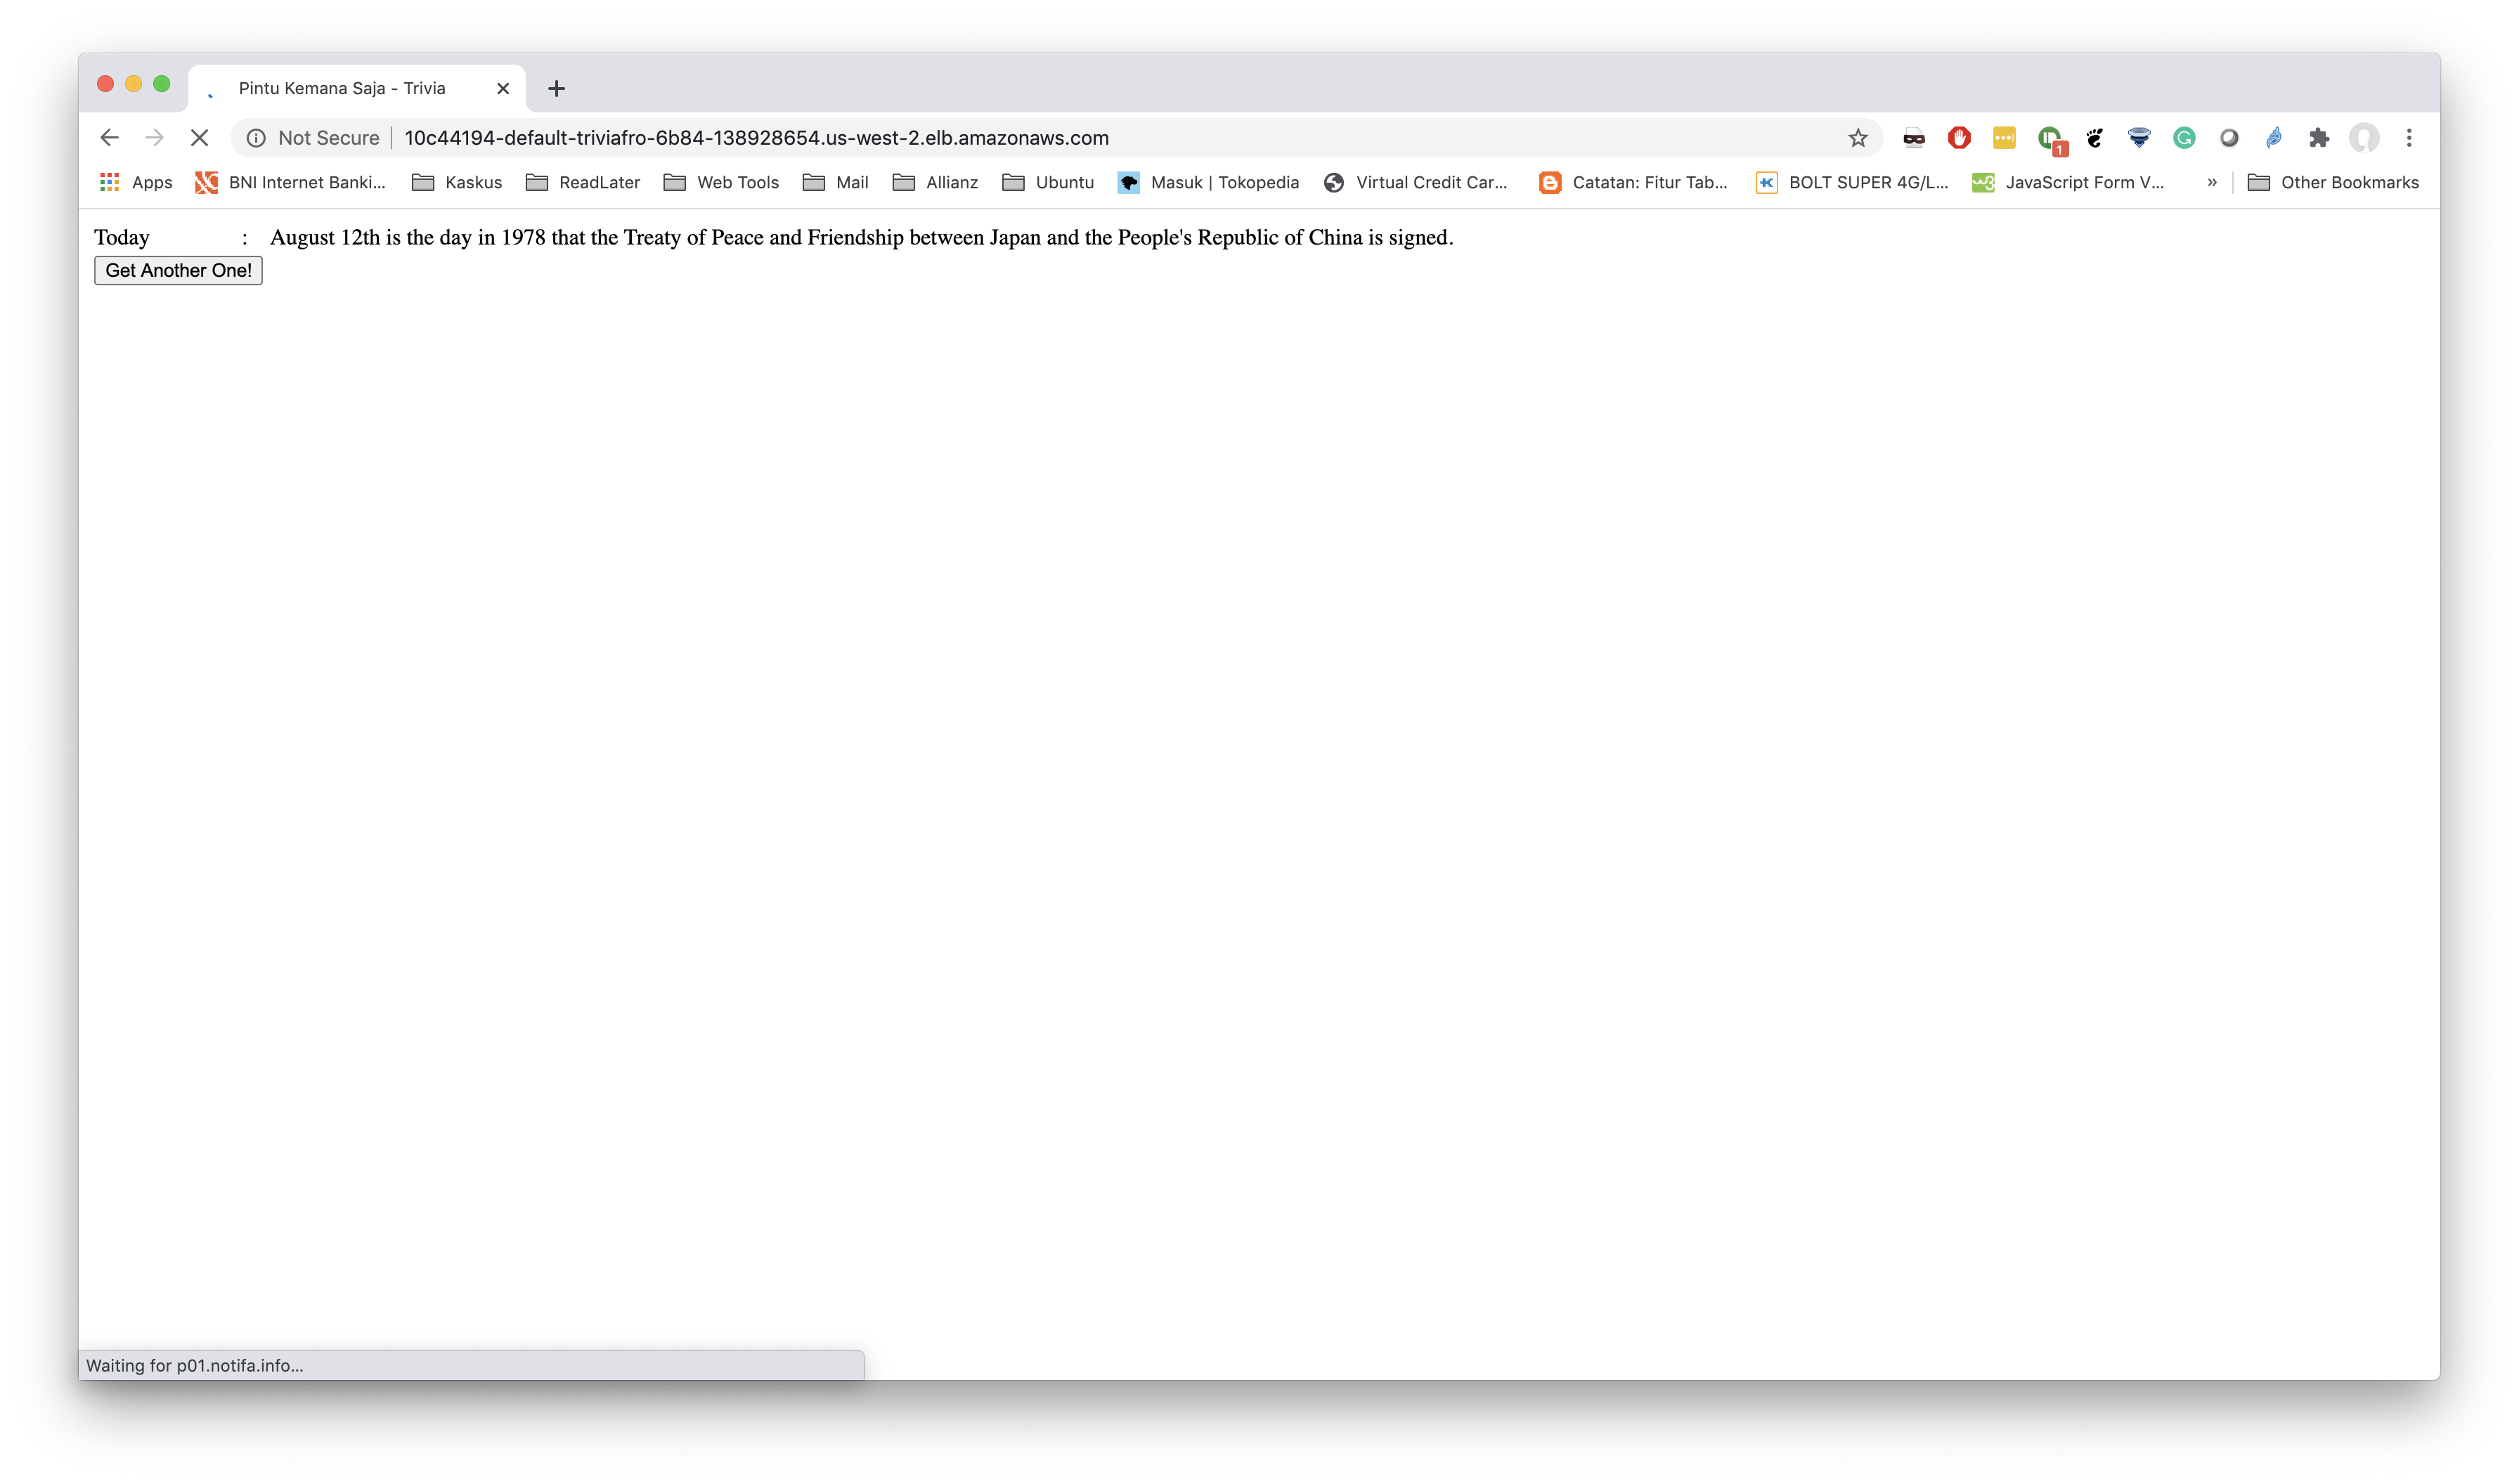 Pintu Kemana Saja - Trivia
Not Secure 10c44194-default-triviafro-6b84-138928654.us-west-2.elb.amazonaws.com 1
Apps BNI Internet Banki... Kaskus ReadLater Web Tools Mail Allianz Ubuntu Masuk | Tokopedia Virtual Credit Car... Catatan: Fitur Tab... BOLT SUPER 4G/L... JavaScript Form V... » Other Bookmarks
Today : August 12th is the day in 1978 that the Treaty of Peace and Friendship between Japan and the People's Republic of China is signed.
Get Another One!
Waiting for p01.notifa.info...